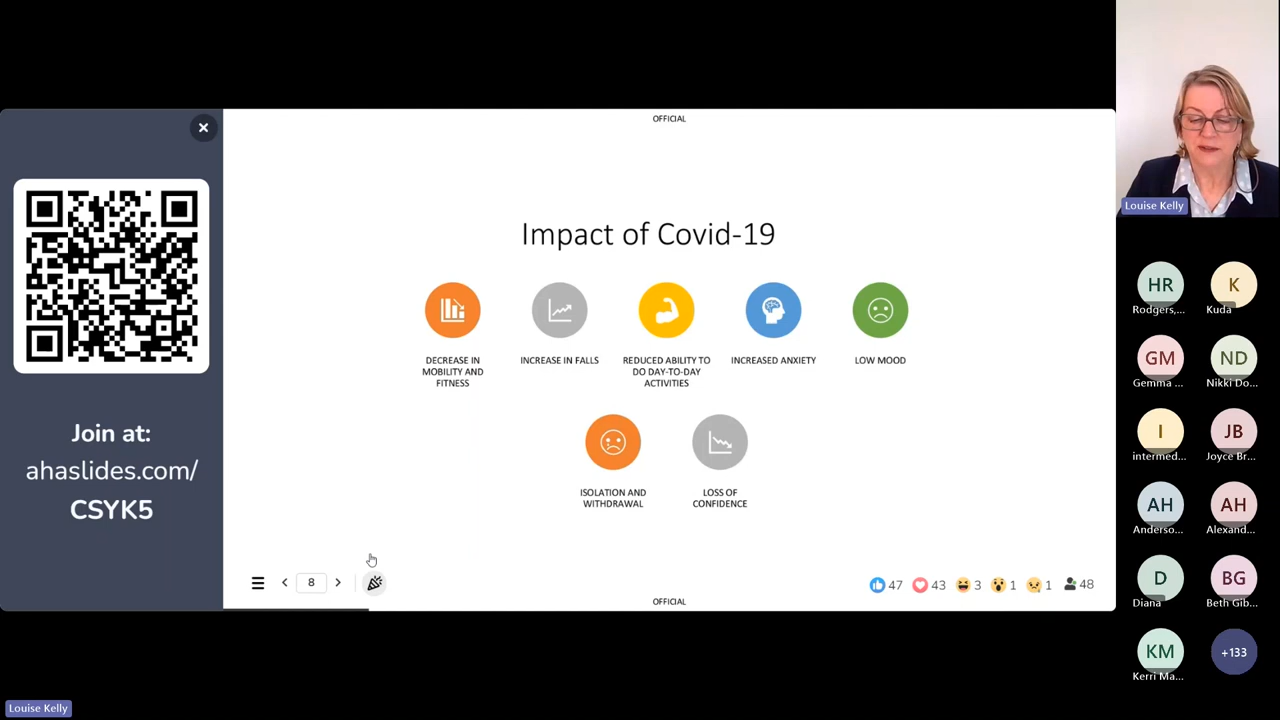 OFFICIAL
Join at:
ahaslides.com/
CSYK5
Impact of Covid-19
DECREASE IN
MOBILITY AND
FITNESS
INCREASE IN FALLS
REDUCED ABILITY TO
DO DAY-TO-DAY
ACTIVITIES
INCREASED ANXIETY
LOW MOOD
ISOLATION AND
WITHDRAWAL
LOSS OF
CONFIDENCE
8
47
43
3
1
1
48
OFFICIAL
Louise Kelly
HR
Rodgers,...
K
Kuda
GM
Gemma ...
ND
Nikki Do...
I
intermed...
JB
Joyce Br...
AH
Anderso...
AH
Alexand...
D
Diana
BG
Beth Gib...
KM
Kerri Ma...
+133
Louise Kelly